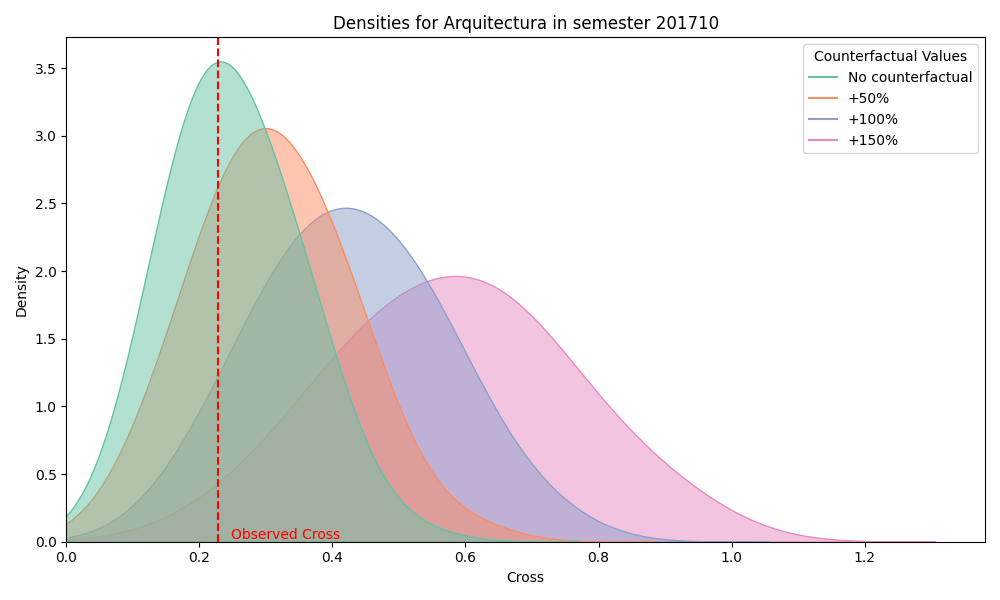 Densities for Arquitectura in semester 201710
Counterfactual Values
No counterfactual
+50%
+100%
+150%
Density
3.5
3.0
2.5
2.0
1.5
1.0
0.5
0.0
Observed Cross
0.0 0.2 0.4 0.6 0.8 1.0 1.2
Cross